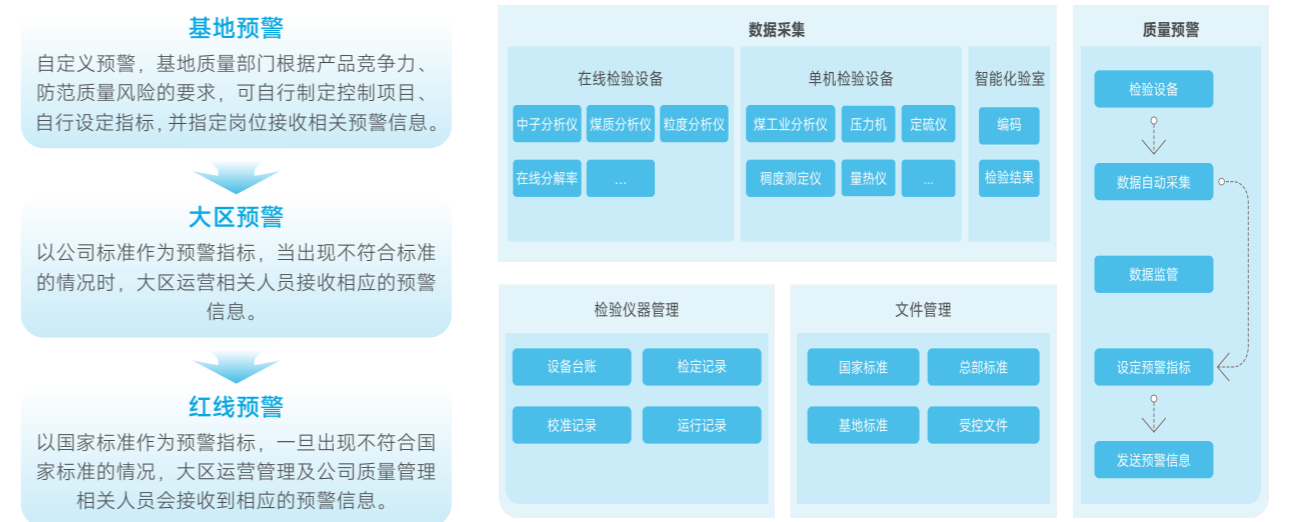 基地预警
自定义预警，基地质量部门根据产品竞争力、
防范质量风险的要求，可自行制定控制项目、
自行设定指标,并指定岗位接收相关预警信息。
大区预警
以公司标准作为预警指标，当出现不符合标准
的情况时，大区运营相关人员接收相应的预警
信息。
红线预警
以国家标准作为预警指标，一旦出现不符合国
家标准的情况，大区运营管理及公司质量管理
相关人员会接收到相应的预警信息。
数据采集
在线检验设备
中子分析仪 煤质分析仪 粒度分析仪
在线分解率 ...
单机检验设备
煤工业分析仪 压力机 定硫仪
稠度测定仪 量热仪 ...
智能化验室
编码
检验结果
检验仪器管理
设备台账 检定记录
校准记录 运行记录
文件管理
国家标准 总部标准
基地标准 受控文件
质量预警
检验设备
数据自动采集
数据监管
设定预警指标
发送预警信息